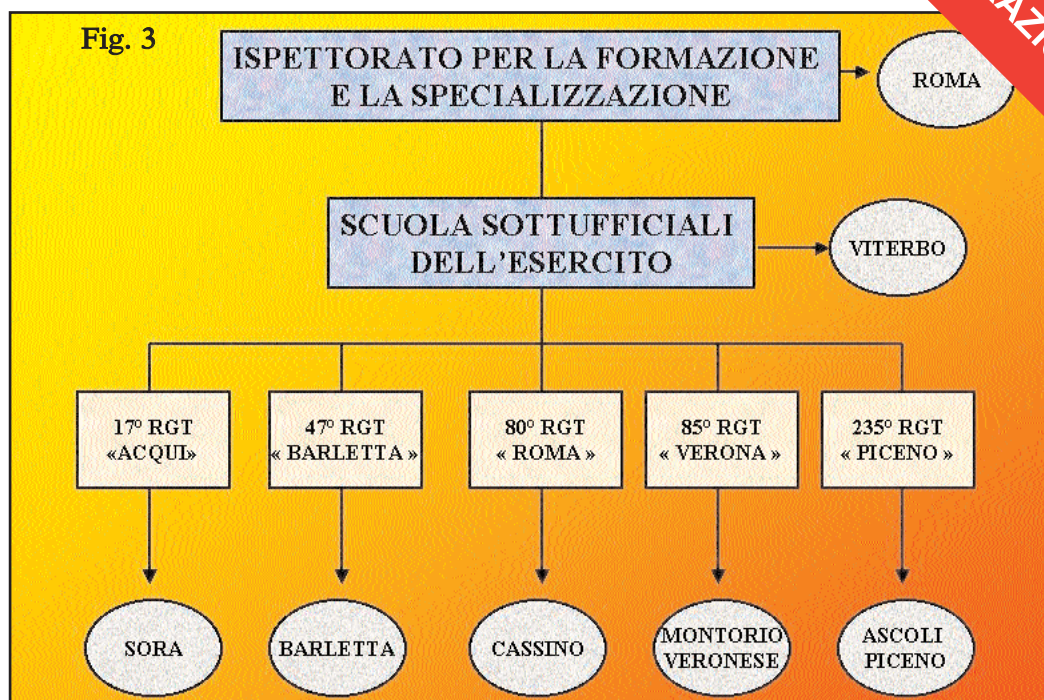 Fig. 3
ISPETTORATO PER LA FORMAZIONE
E LA SPECIALIZZAZIONE
ROMA
SCUOLA SOTTUFFICIALI
DELL'ESERCITO
VITERBO
17° RGT
«ACQUI»
47° RGT
« BARLETTA »
80° RGT
« ROMA »
85° RGT
« VERONA »
235° RGT
« PICENO »
SORA
BARLETTA
CASSINO
MONTORIO
VERONESE
ASCOLI
PICENO